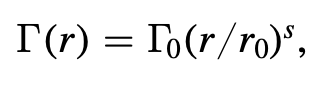 Γ(r) = Γ₀(r/r₀)ˢ,